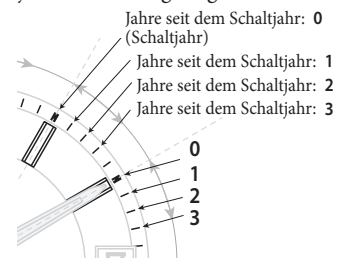 Jahre seit dem Schaltjahr: 0
(Schaltjahr)
Jahre seit dem Schaltjahr: 1
Jahre seit dem Schaltjahr: 2
Jahre seit dem Schaltjahr: 3
0
1
2
3